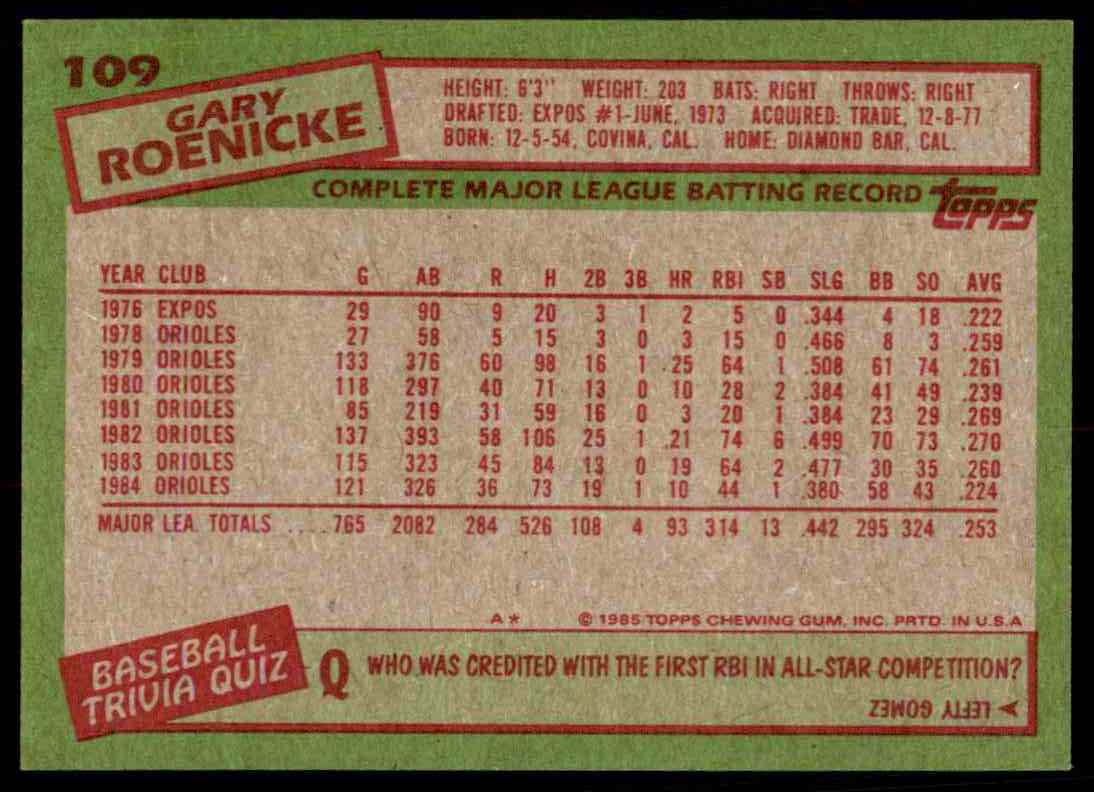 109
GARY
ROENICKE
HEIGHT: 6'3" WEIGHT: 203 BATS: RIGHT THROWS: RIGHT
DRAFTED: EXPOS #1-JUNE, 1973 ACQUIRED: TRADE, 12-8-77
BORN: 12-5-54, COVINA, CAL. HOME: DIAMOND BAR, CAL.
COMPLETE MAJOR LEAGUE BATTING RECORD topps
YEAR CLUB G AB R H 2B 3B HR RBI SB SLG BB SO AVG
1976 EXPOS 29 90 9 20 3 1 2 5 0 .344 4 18 .222
1978 ORIOLES 27 58 5 15 3 0 3 15 0 .466 8 3 .259
1979 ORIOLES 133 376 60 98 16 1 25 64 1 .508 61 74 .261
1980 ORIOLES 118 297 40 71 13 0 10 28 2 .384 41 49 .239
1981 ORIOLES 85 219 31 59 16 0 3 20 1 .384 23 29 .269
1982 ORIOLES 137 393 58 106 25 1 21 74 6 .499 70 73 .270
1983 ORIOLES 115 323 45 84 13 0 19 64 2 .477 30 35 .260
1984 ORIOLES 121 326 36 73 19 1 10 44 1 .380 58 43 .224
MAJOR LEA. TOTALS .....765 2082 284 526 108 4 93 314 13 .442 295 324 .253
A* © 1985 TOPPS CHEWING GUM, INC. PRTD. IN U.S.A
BASEBALL
TRIVIA QUIZ
Q WHO WAS CREDITED WITH THE FIRST RBI IN ALL-STAR COMPETITION?
LEFTY GOMEZ